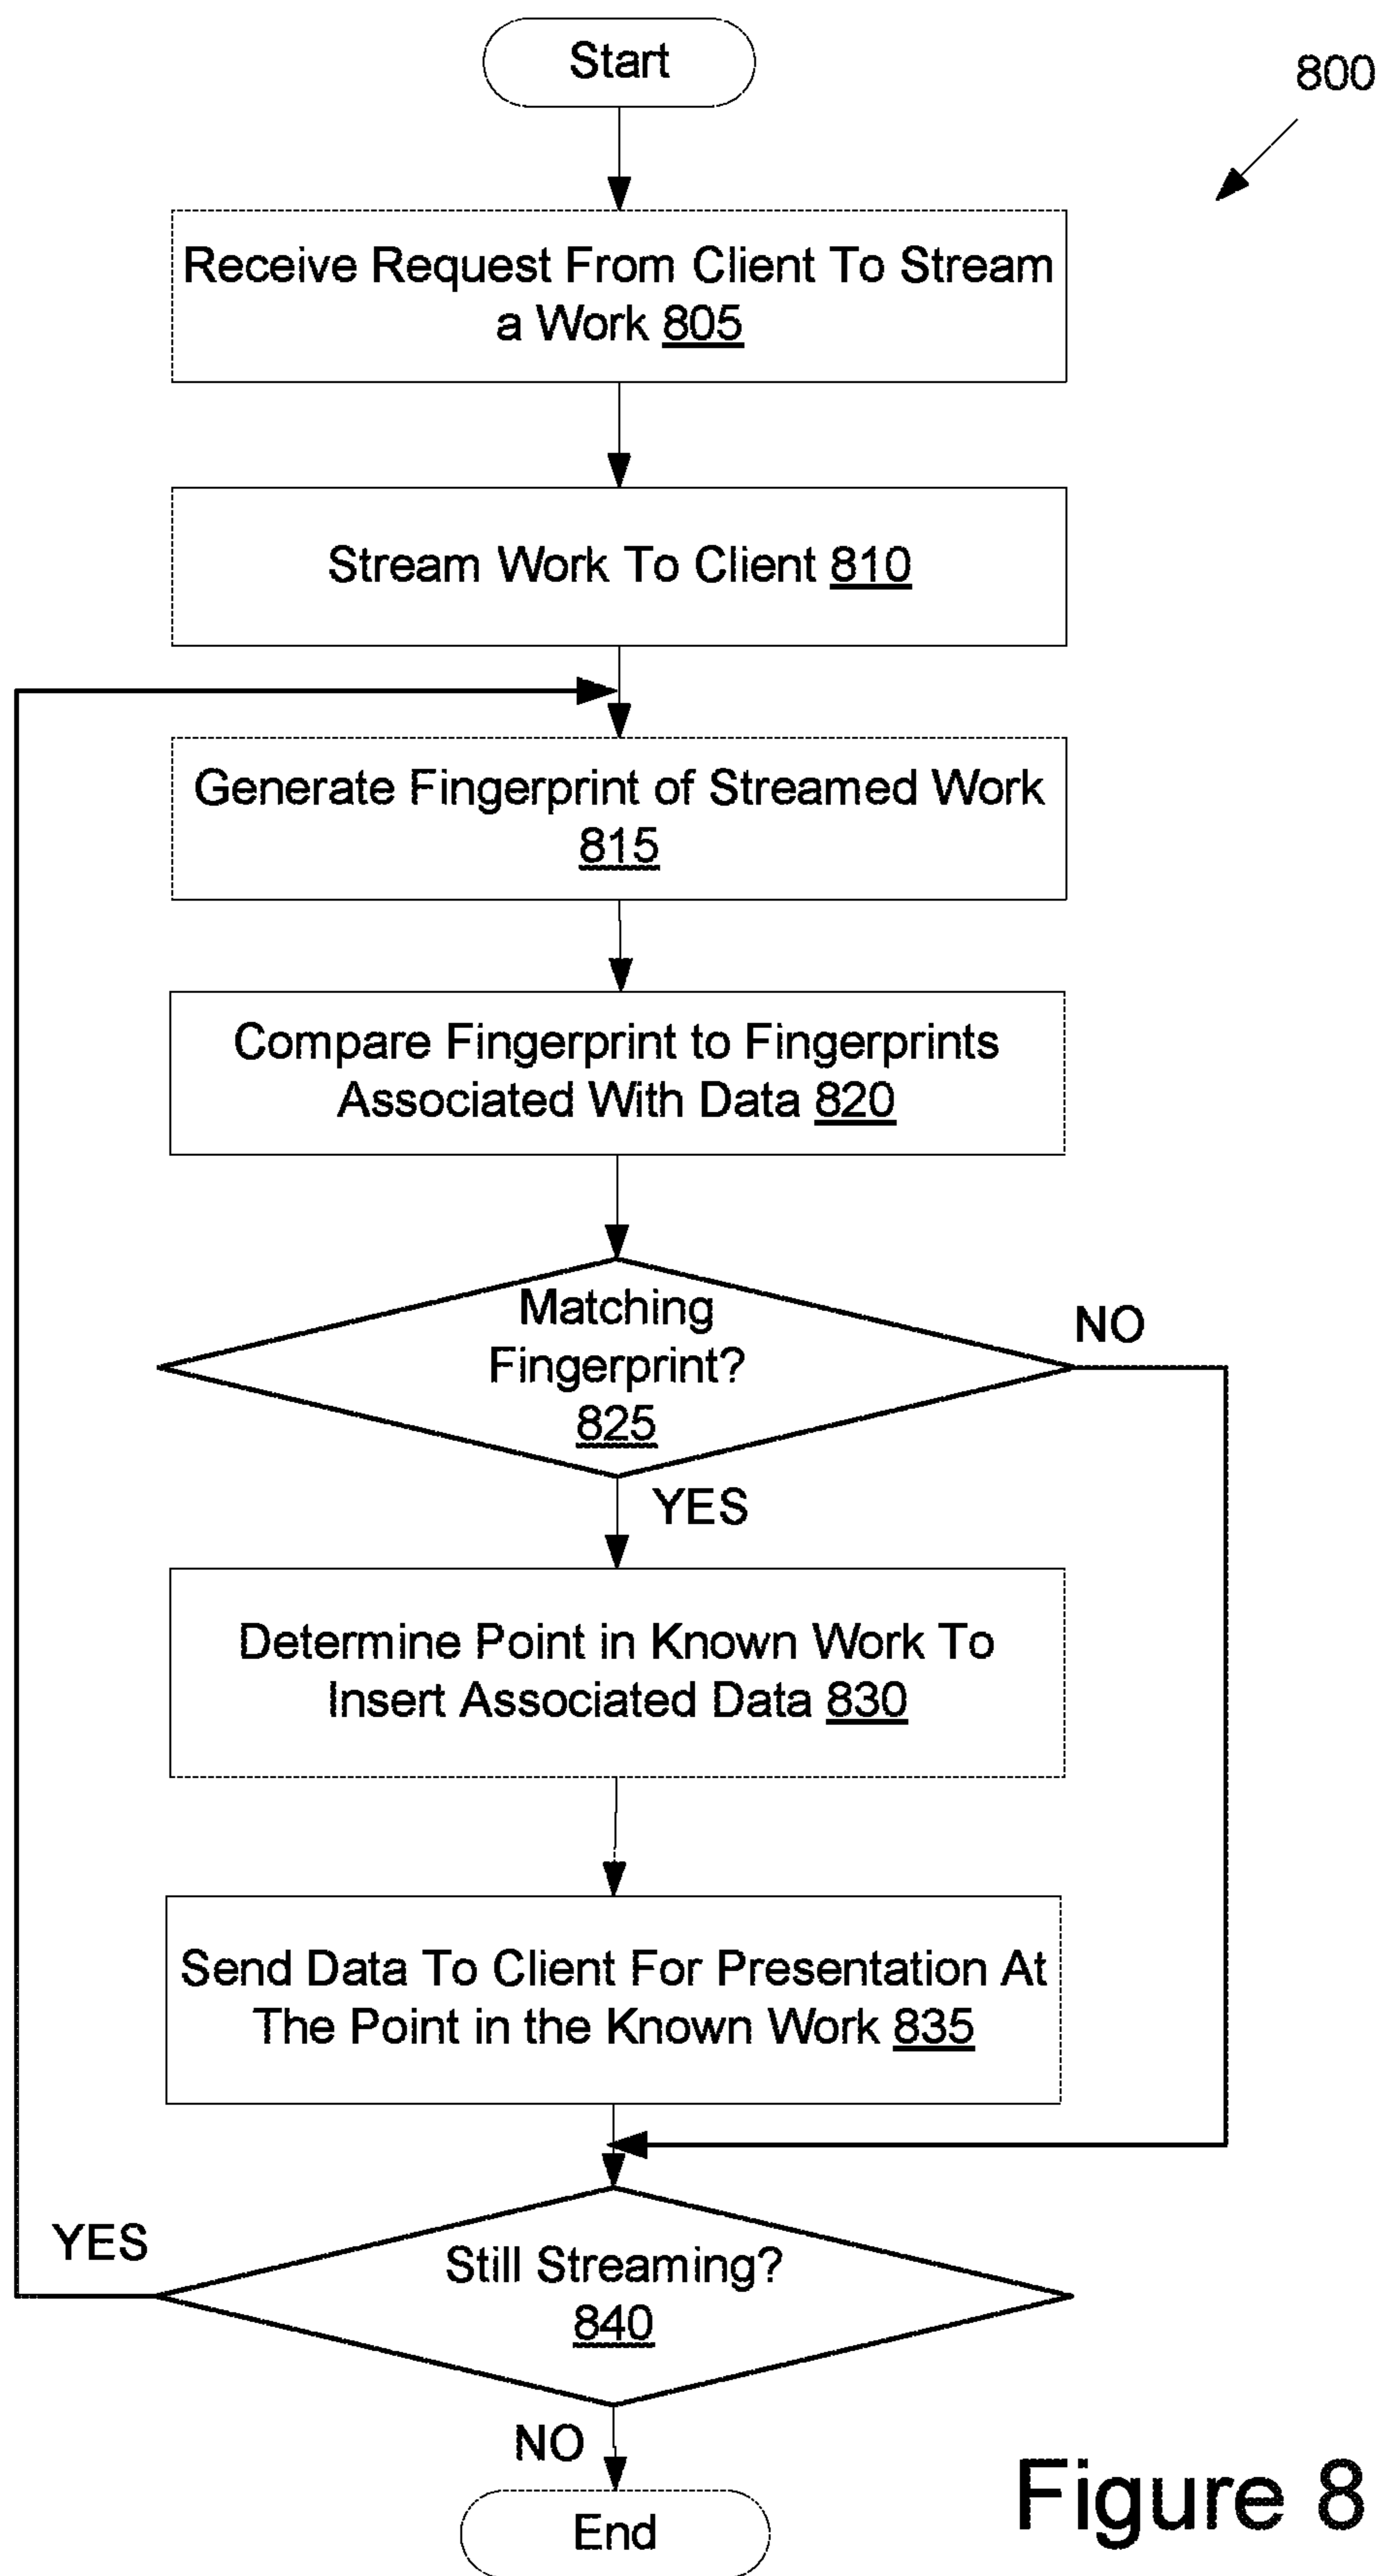 Start
800
Receive Request From Client To Stream
a Work 805
Stream Work To Client 810
Generate Fingerprint of Streamed Work
815
Compare Fingerprint to Fingerprints
Associated With Data 820
Matching
Fingerprint?
825
NO
YES
Determine Point in Known Work To
Insert Associated Data 830
Send Data To Client For Presentation At
The Point in the Known Work 835
YES
Still Streaming?
840
NO
End
Figure 8